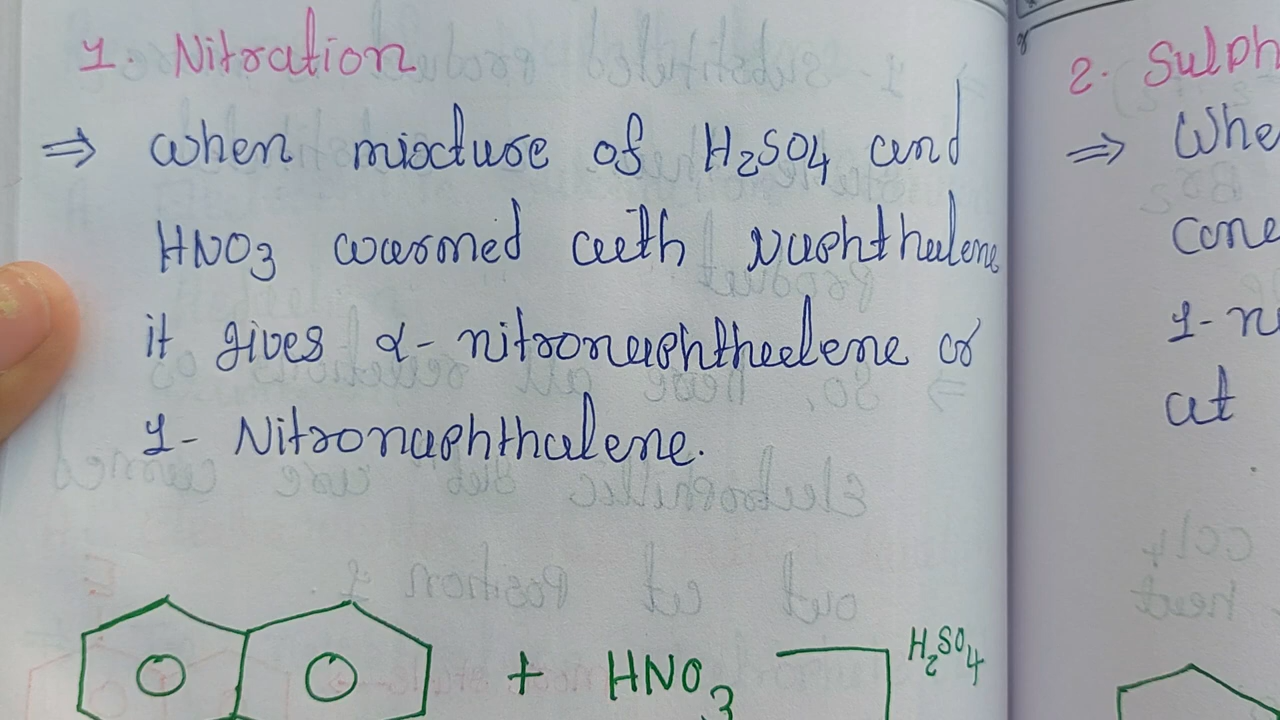 1. Nitration
⇒ when mixture of H₂SO₄ and
HNO₃ warmed with Naphthalene
it gives α- nitronaphthalene or
1- Nitronaphthalene.
+ HNO₃ H₂SO₄
2. Sulph
⇒ Whe
conc
1-n
at